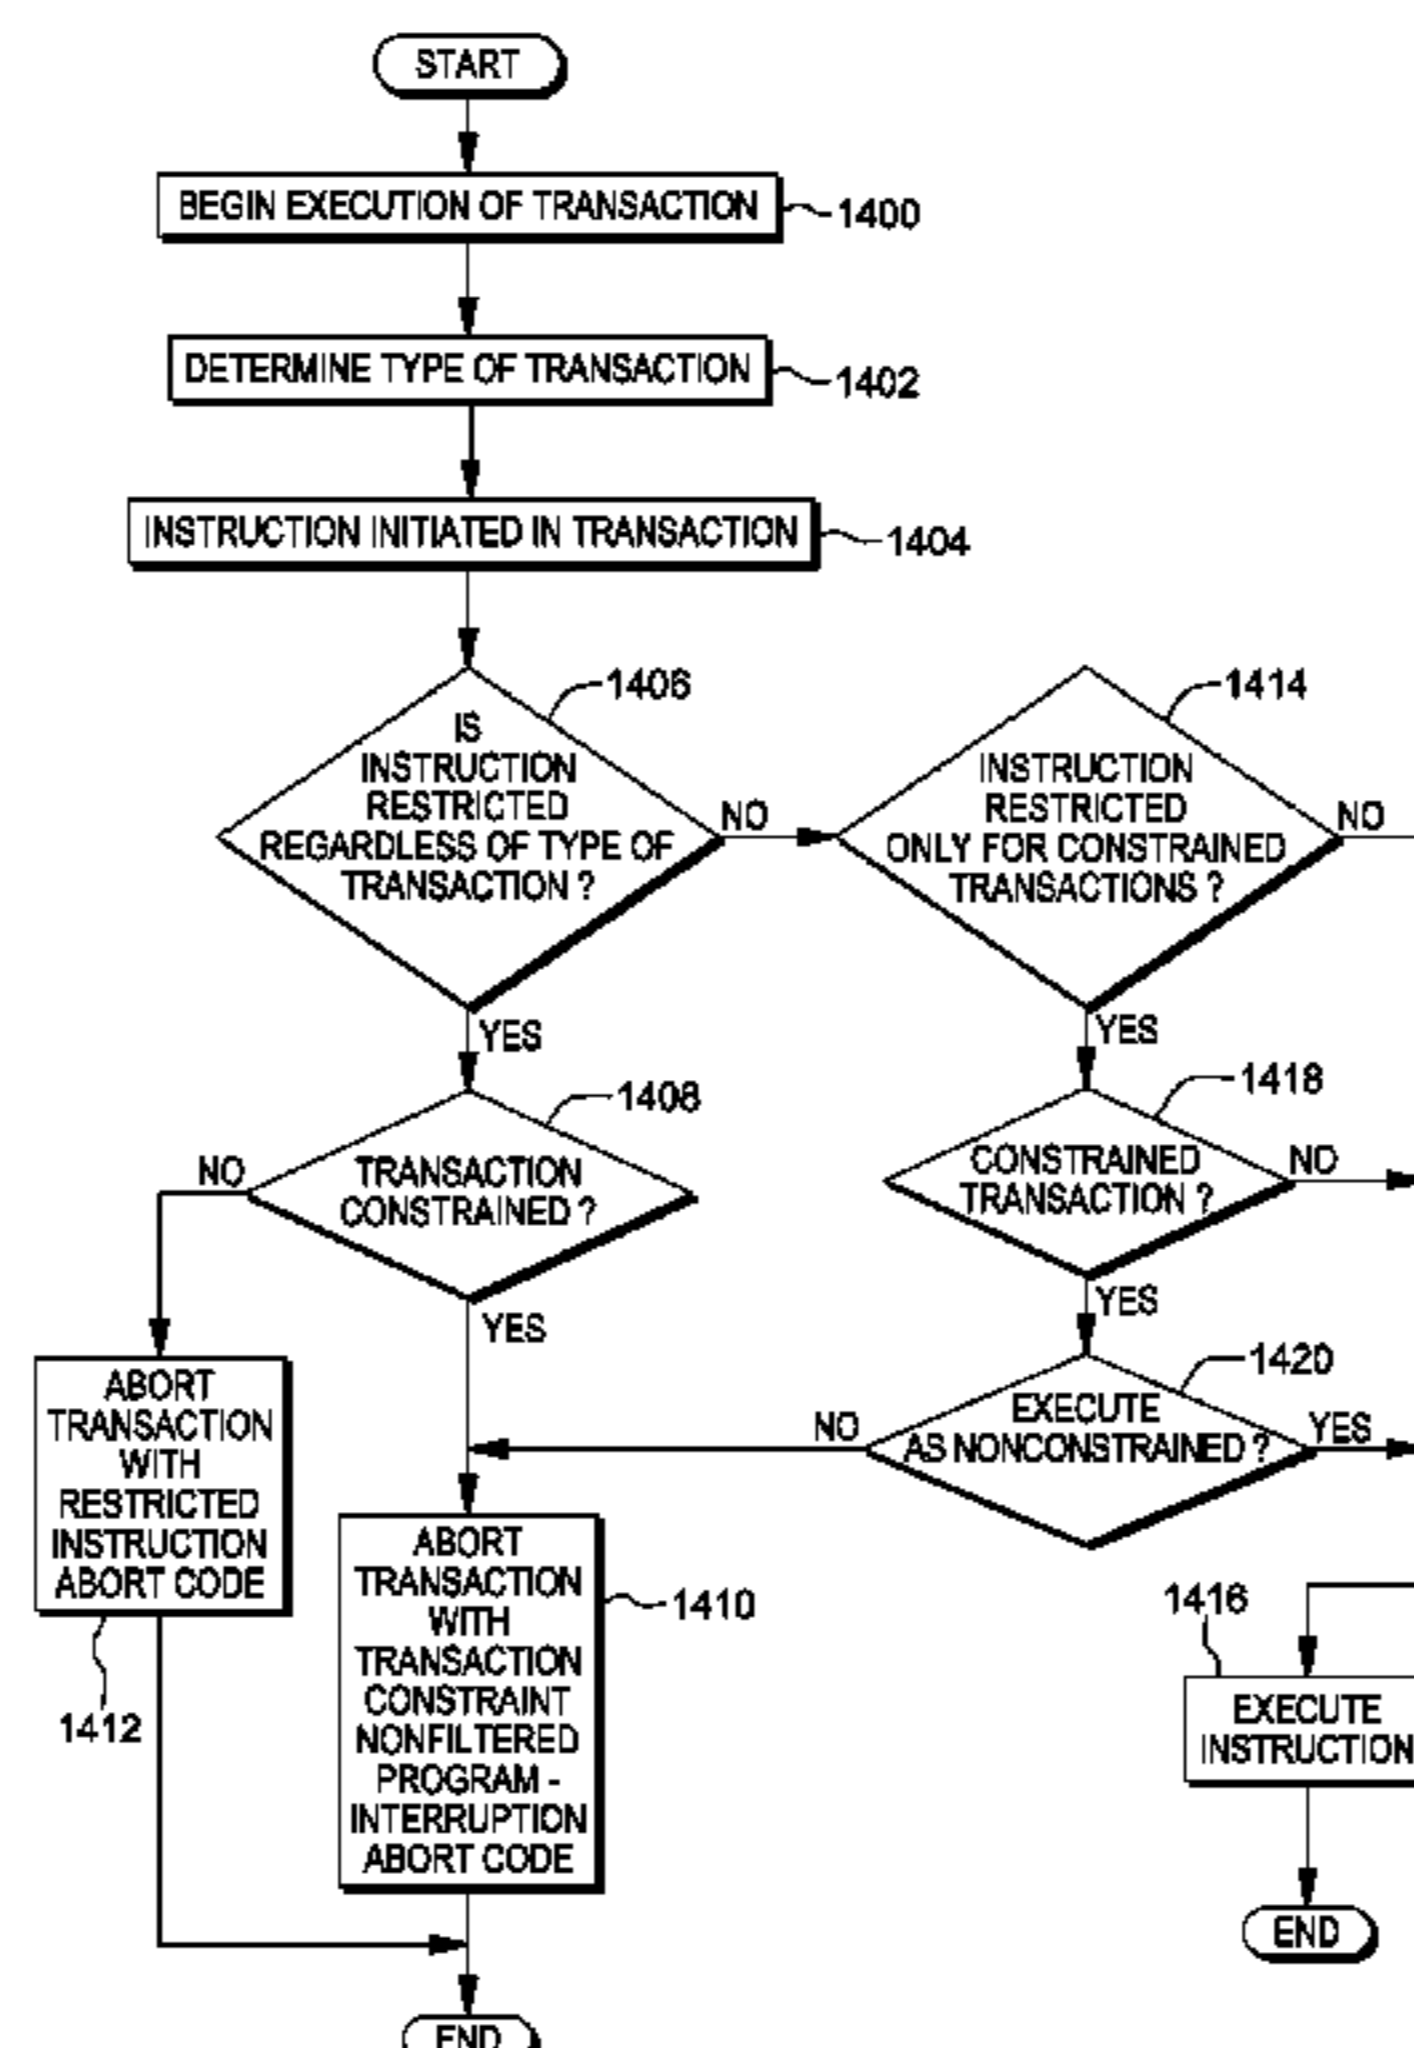 START
BEGIN EXECUTION OF TRANSACTION
1400
DETERMINE TYPE OF TRANSACTION
1402
INSTRUCTION INITIATED IN TRANSACTION
1404
1406
IS
INSTRUCTION
RESTRICTED
REGARDLESS OF TYPE OF
TRANSACTION ?
NO
YES
1414
INSTRUCTION
RESTRICTED
ONLY FOR CONSTRAINED
TRANSACTIONS ?
NO
YES
1408
TRANSACTION
CONSTRAINED ?
NO
YES
1418
CONSTRAINED
TRANSACTION ?
NO
YES
1420
EXECUTE
AS NONCONSTRAINED ?
NO
YES
ABORT
TRANSACTION
WITH
RESTRICTED
INSTRUCTION
ABORT CODE
1412
ABORT
TRANSACTION
WITH
TRANSACTION
CONSTRAINT
NONFILTERED
PROGRAM -
INTERRUPTION
ABORT CODE
1410
1416
EXECUTE
INSTRUCTION
END
END